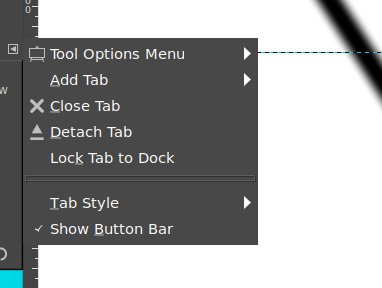 Tool Options Menu
Add Tab
Close Tab
Detach Tab
Lock Tab to Dock
Tab Style
Show Button Bar